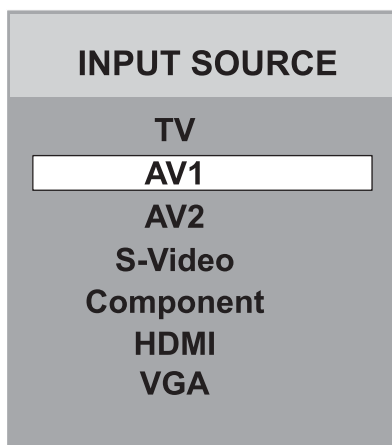 INPUT SOURCE
TV
AV1
AV2
S-Video
Component
HDMI
VGA